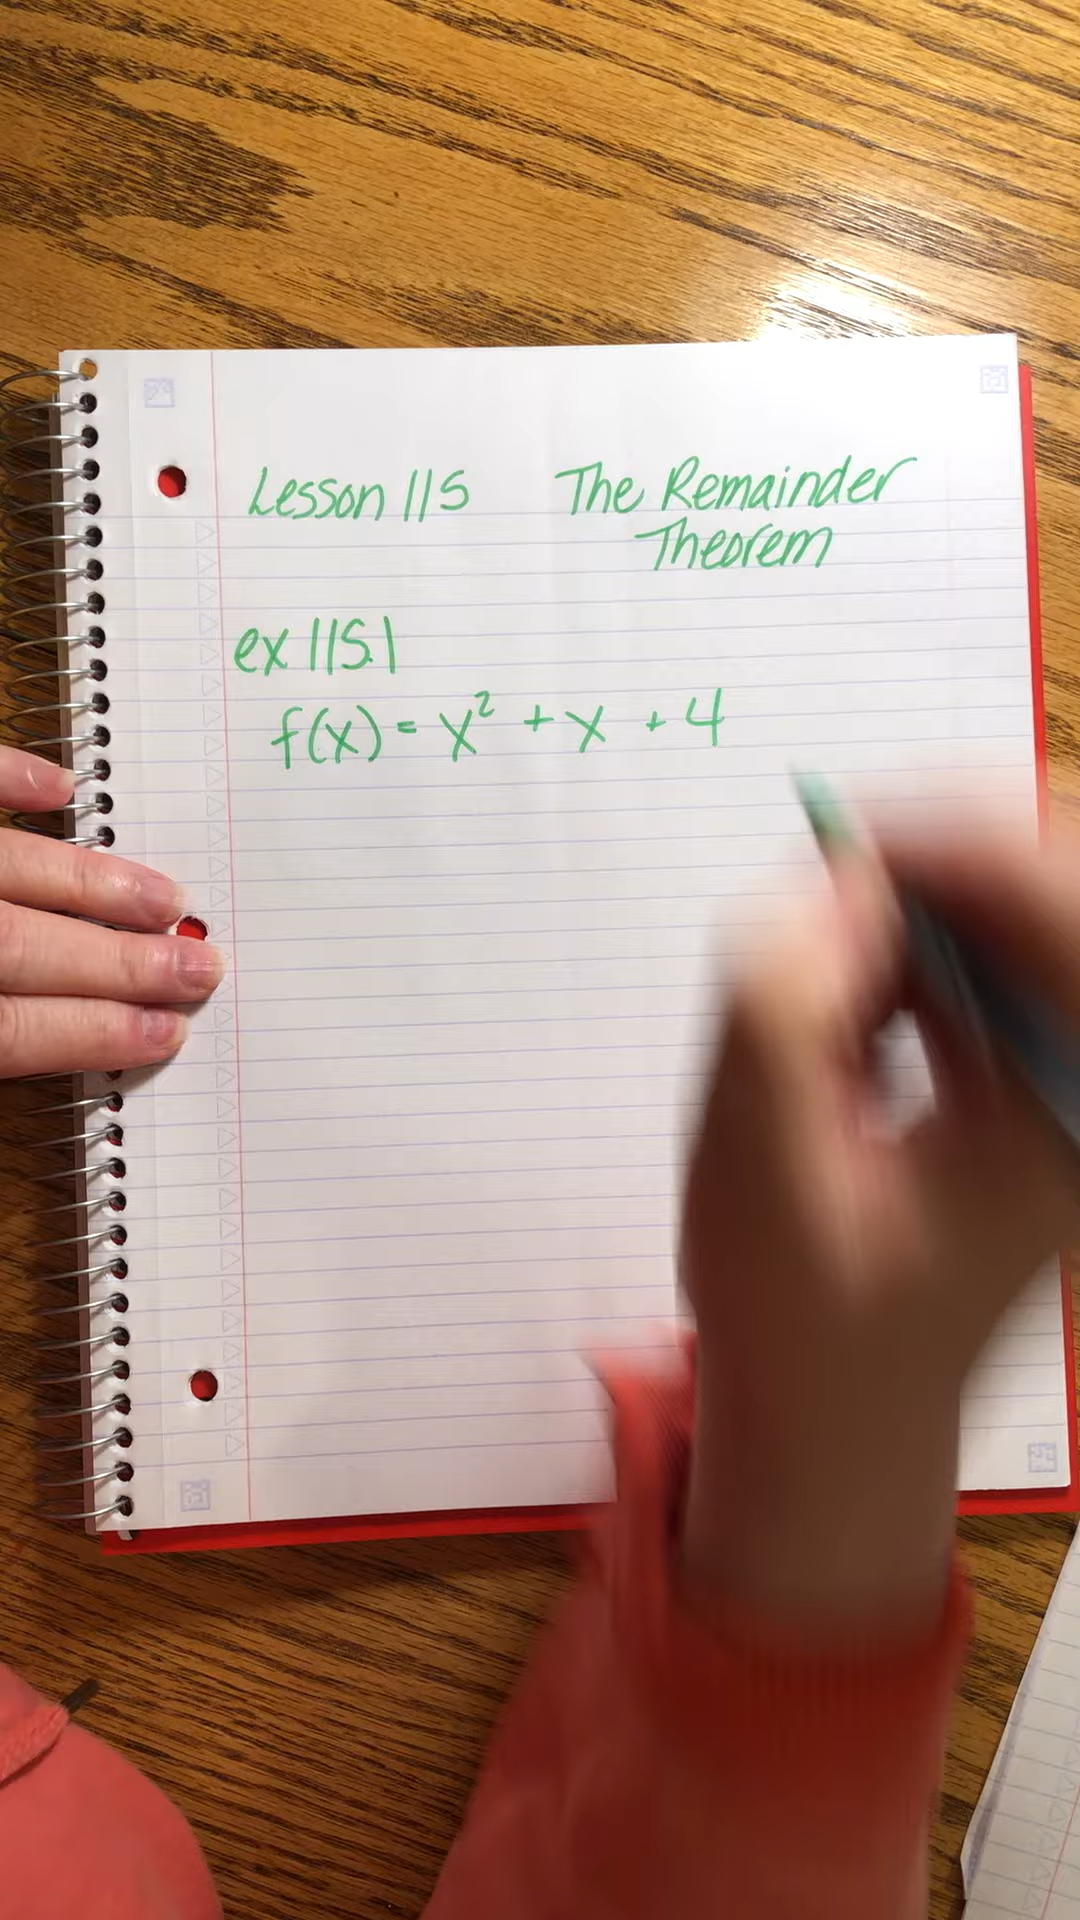 Lesson 115 The Remainder
Theorem
ex 115.1
f(x) = x² + x + 4